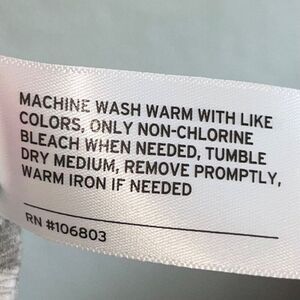 MACHINE WASH WARM WITH LIKE
COLORS, ONLY NON-CHLORINE
BLEACH WHEN NEEDED, TUMBLE
DRY MEDIUM, REMOVE PROMPTLY,
WARM IRON IF NEEDED
RN #106803